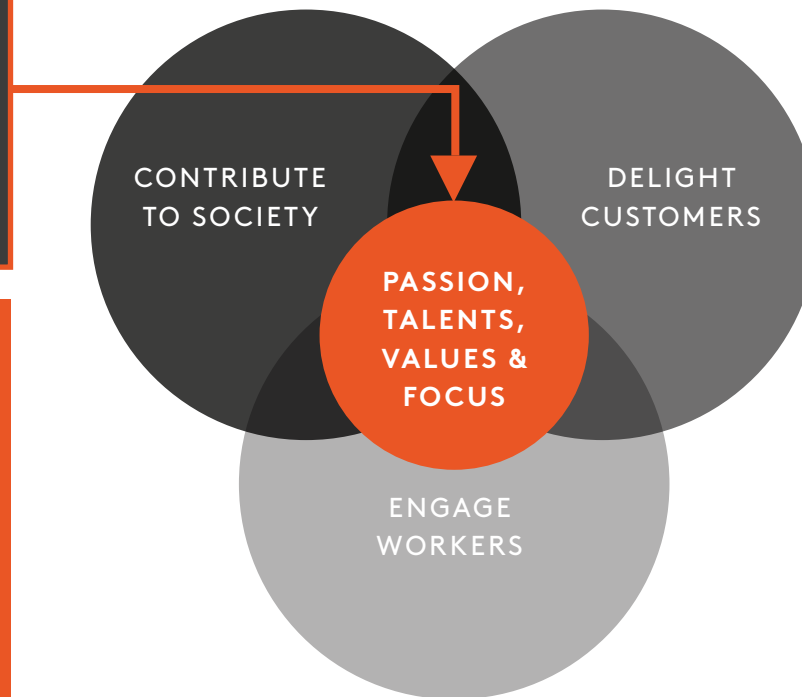 CONTRIBUTE
TO SOCIETY
DELIGHT
CUSTOMERS
PASSION,
TALENTS,
VALUES &
FOCUS
ENGAGE
WORKERS